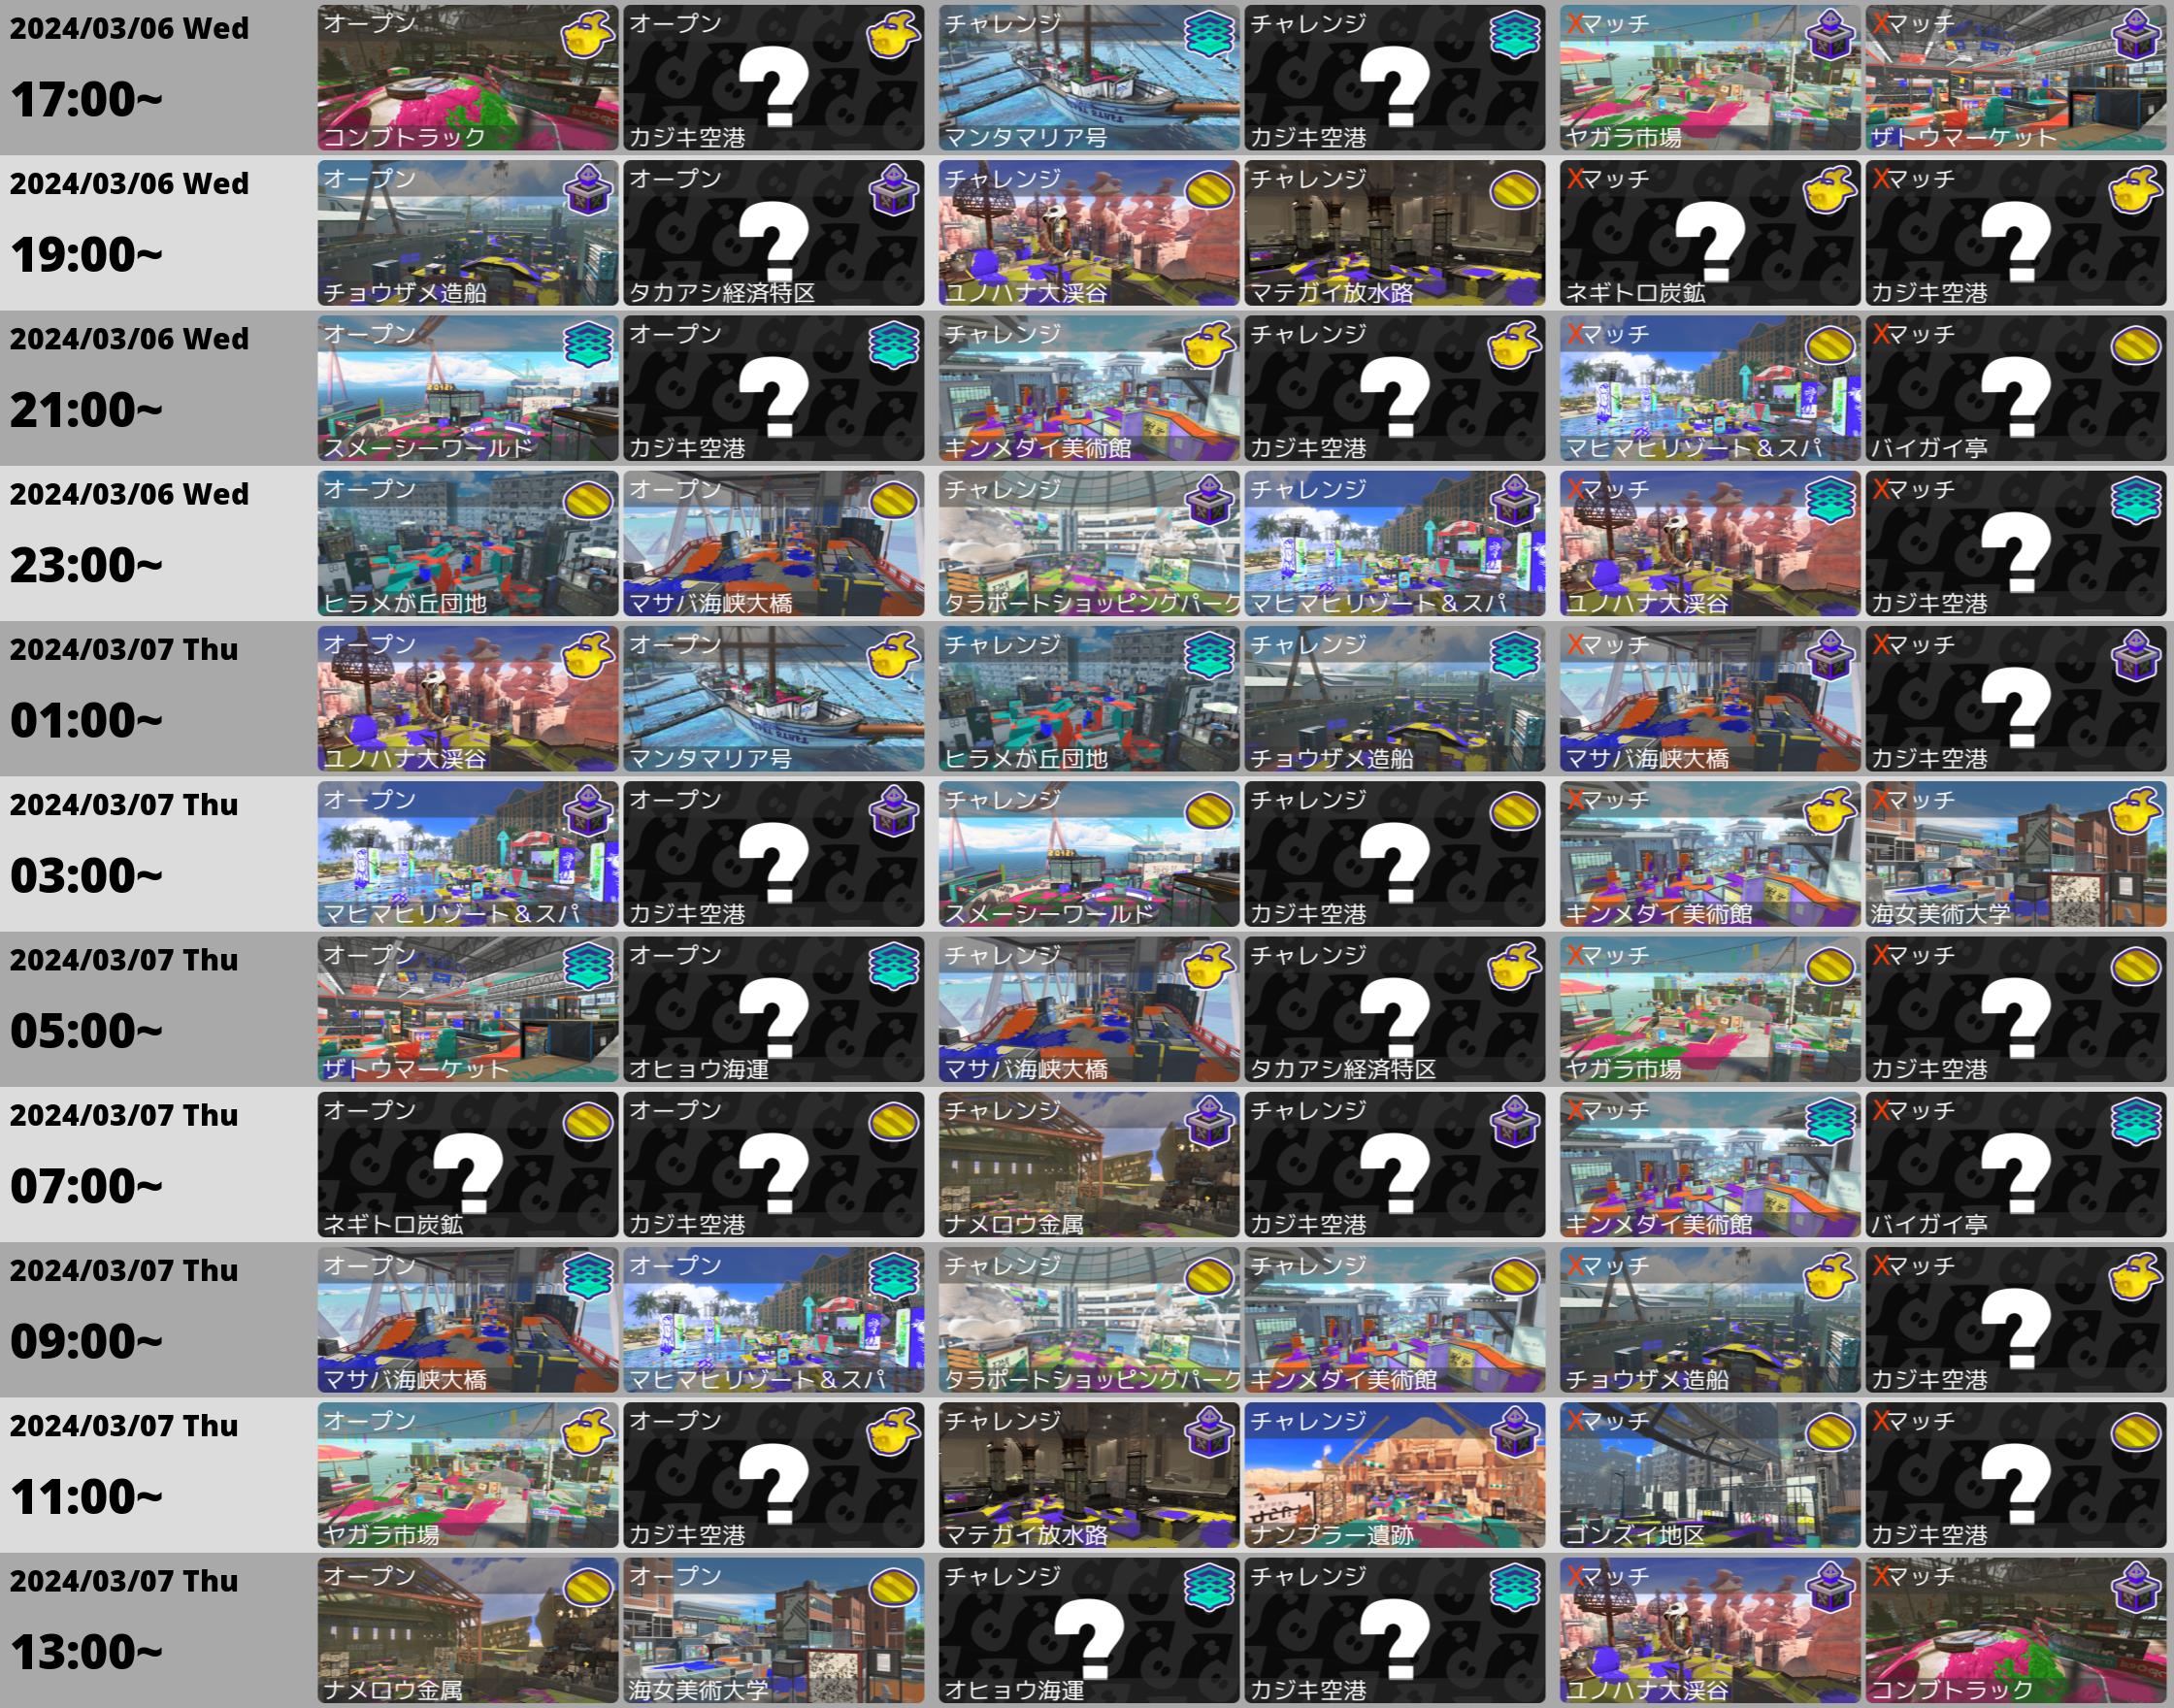 2024/03/06 Wed
17:00~
オープン
コンブトラック
オープン
カジキ空港
チャレンジ
マンタマリア号
チャレンジ
カジキ空港
Xマッチ
ヤガラ市場
Xマッチ
ザトウマーケット
2024/03/06 Wed
19:00~
オープン
チョウザメ造船
オープン
タカアシ経済特区
チャレンジ
ユノハナ大渓谷
チャレンジ
マテガイ放水路
Xマッチ
ネギトロ炭鉱
Xマッチ
カジキ空港
2024/03/06 Wed
21:00~
オープン
スメーシーワールド
オープン
カジキ空港
チャレンジ
キンメダイ美術館
チャレンジ
カジキ空港
Xマッチ
マヒマヒリゾート＆スパ
Xマッチ
バイガイ亭
2024/03/06 Wed
23:00~
オープン
ヒラメが丘団地
オープン
マサバ海峡大橋
チャレンジ
タラポートショッピングパーク
チャレンジ
マヒマヒリゾート＆スパ
Xマッチ
ユノハナ大渓谷
Xマッチ
カジキ空港
2024/03/07 Thu
01:00~
オープン
ユノハナ大渓谷
オープン
マンタマリア号
チャレンジ
ヒラメが丘団地
チャレンジ
チョウザメ造船
Xマッチ
マサバ海峡大橋
Xマッチ
カジキ空港
2024/03/07 Thu
03:00~
オープン
マヒマヒリゾート＆スパ
オープン
カジキ空港
チャレンジ
スメーシーワールド
チャレンジ
カジキ空港
Xマッチ
キンメダイ美術館
Xマッチ
海女美術大学
2024/03/07 Thu
05:00~
オープン
ザトウマーケット
オープン
オヒョウ海運
チャレンジ
マサバ海峡大橋
チャレンジ
タカアシ経済特区
Xマッチ
ヤガラ市場
Xマッチ
カジキ空港
2024/03/07 Thu
07:00~
オープン
ネギトロ炭鉱
オープン
カジキ空港
チャレンジ
ナメロウ金属
チャレンジ
カジキ空港
Xマッチ
キンメダイ美術館
Xマッチ
バイガイ亭
2024/03/07 Thu
09:00~
オープン
マサバ海峡大橋
オープン
マヒマヒリゾート＆スパ
チャレンジ
タラポートショッピングパーク
チャレンジ
キンメダイ美術館
Xマッチ
チョウザメ造船
Xマッチ
カジキ空港
2024/03/07 Thu
11:00~
オープン
ヤガラ市場
オープン
カジキ空港
チャレンジ
マテガイ放水路
チャレンジ
ナンプラー遺跡
Xマッチ
ゴンズイ地区
Xマッチ
カジキ空港
2024/03/07 Thu
13:00~
オープン
ナメロウ金属
オープン
海女美術大学
チャレンジ
オヒョウ海運
チャレンジ
カジキ空港
Xマッチ
ユノハナ大渓谷
Xマッチ
コンブトラック